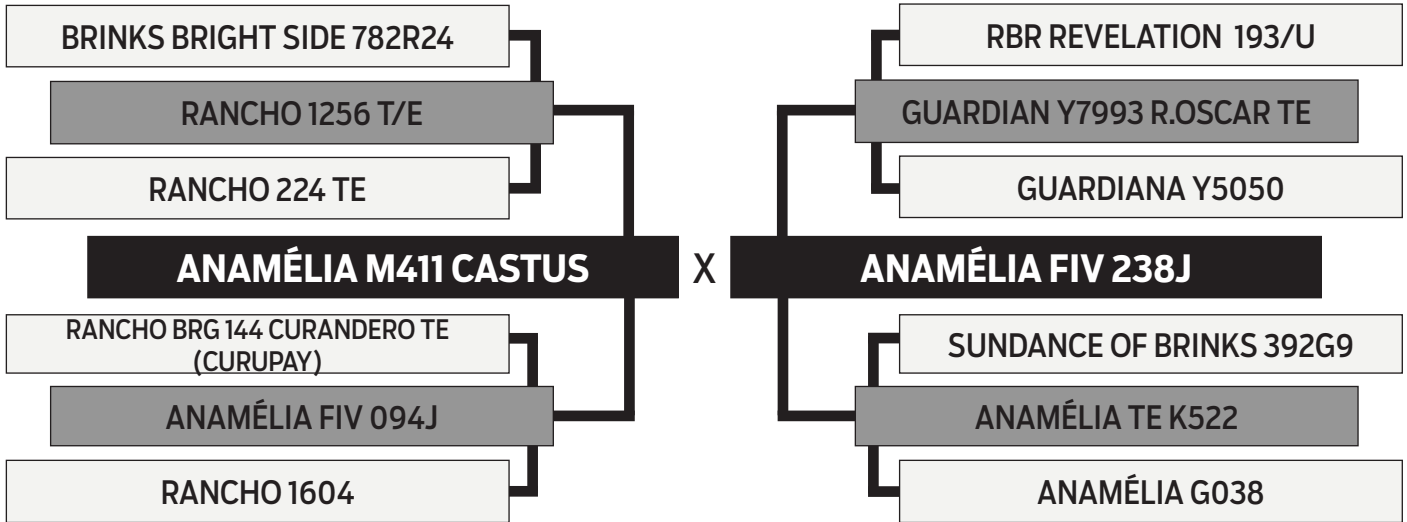 BRINKS BRIGHT SIDE 782R24
RANCHO 1256 T/E
RANCHO 224 TE
ANAMÉLIA M411 CASTUS
RANCHO BRG 144 CURANDERO TE
(CURUPAY)
ANAMÉLIA FIV 094J
RANCHO 1604
X
RBR REVELATION 193/U
GUARDIAN Y7993 R.OSCAR TE
GUARDIANA Y5050
ANAMÉLIA FIV 238J
SUNDANCE OF BRINKS 392G9
ANAMÉLIA TE K522
ANAMÉLIA G038